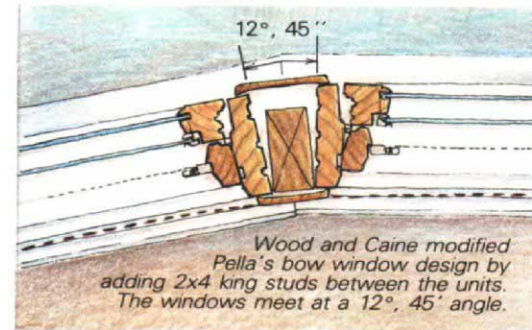 12°, 45″
Wood and Caine modified
Pella's bow window design by
adding 2x4 king studs between the units.
The windows meet at a 12°, 45′ angle.